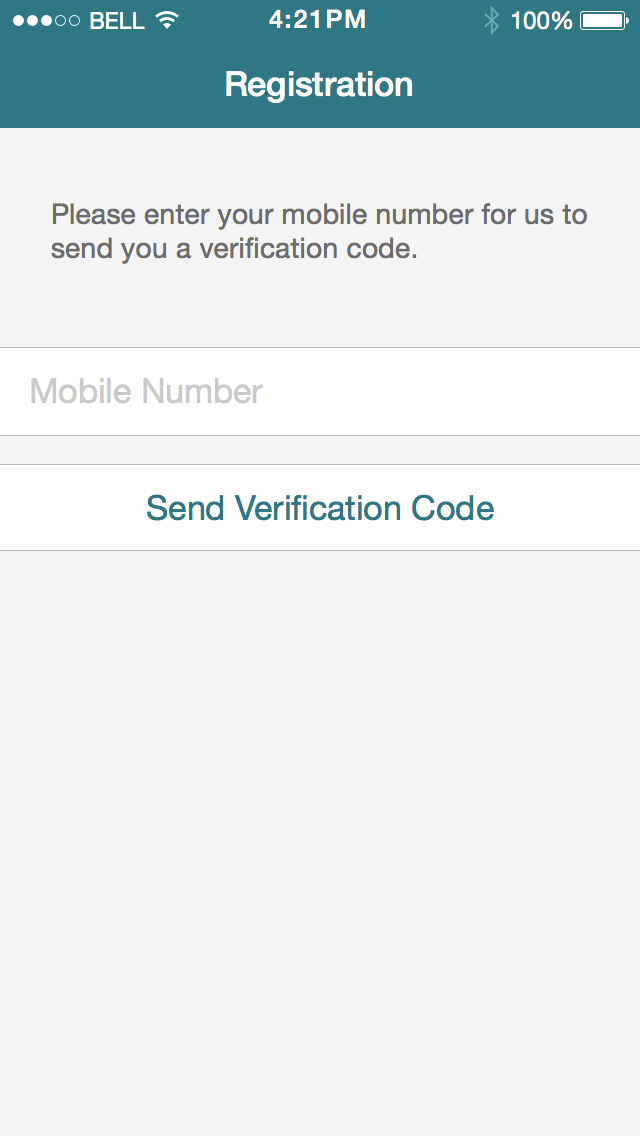 BELL 4:21PM 100%
Registration
Please enter your mobile number for us to
send you a verification code.
Mobile Number
Send Verification Code